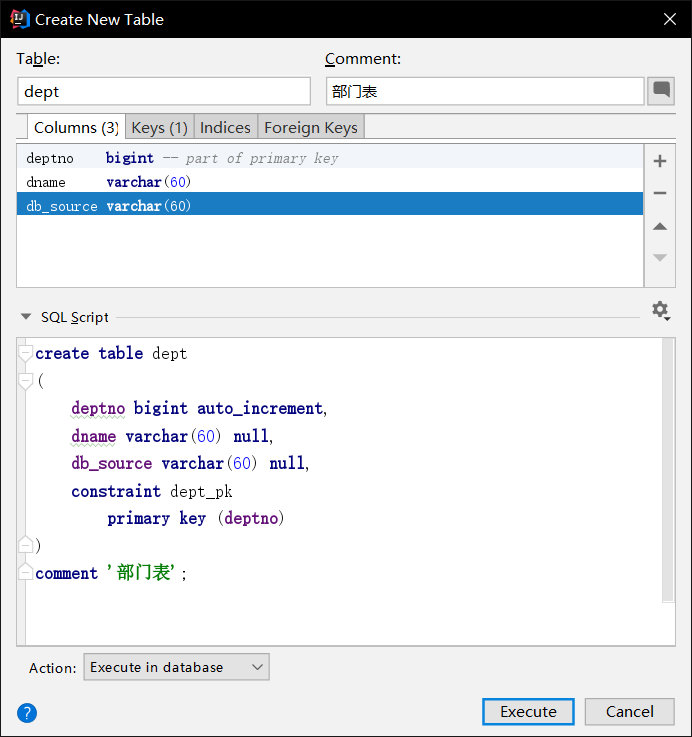 Create New Table
Table: Comment:
dept 部门表
Columns (3) Keys (1) Indices Foreign Keys
deptno bigint -- part of primary key
dname varchar(60)
db_source varchar(60)
SQL Script
create table dept
(
deptno bigint auto_increment,
dname varchar(60) null,
db_source varchar(60) null,
constraint dept_pk
primary key (deptno)
)
comment '部门表';
Action: Execute in database
? Execute Cancel